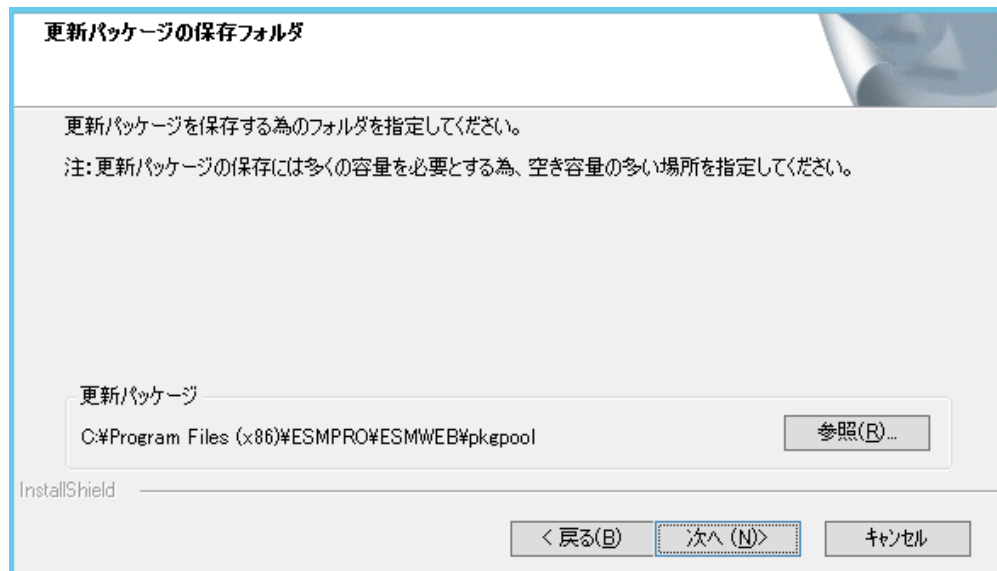 更新パッケージの保存フォルダ
更新パッケージを保存する為のフォルダを指定してください。
注：更新パッケージの保存には多くの容量を必要とする為、空き容量の多い場所を指定してください。
更新パッケージ
C:¥Program Files (x86)¥ESMPRO¥ESMWEB¥pkgpool
参照(R)...
InstallShield
< 戻る(B)
次へ (N)>
キャンセル